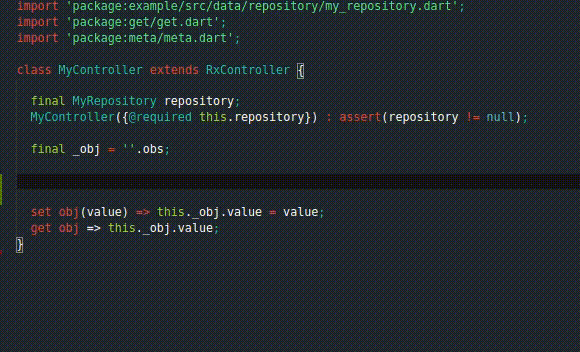 import 'package:example/src/data/repository/my_repository.dart';
import 'package:get/get.dart';
import 'package:meta/meta.dart';
class MyController extends RxController {
final MyRepository repository;
MyController({@required this.repository}) : assert(repository != null);
final _obj = ''.obs;
set obj(value) => this._obj.value = value;
get obj => this._obj.value;
}